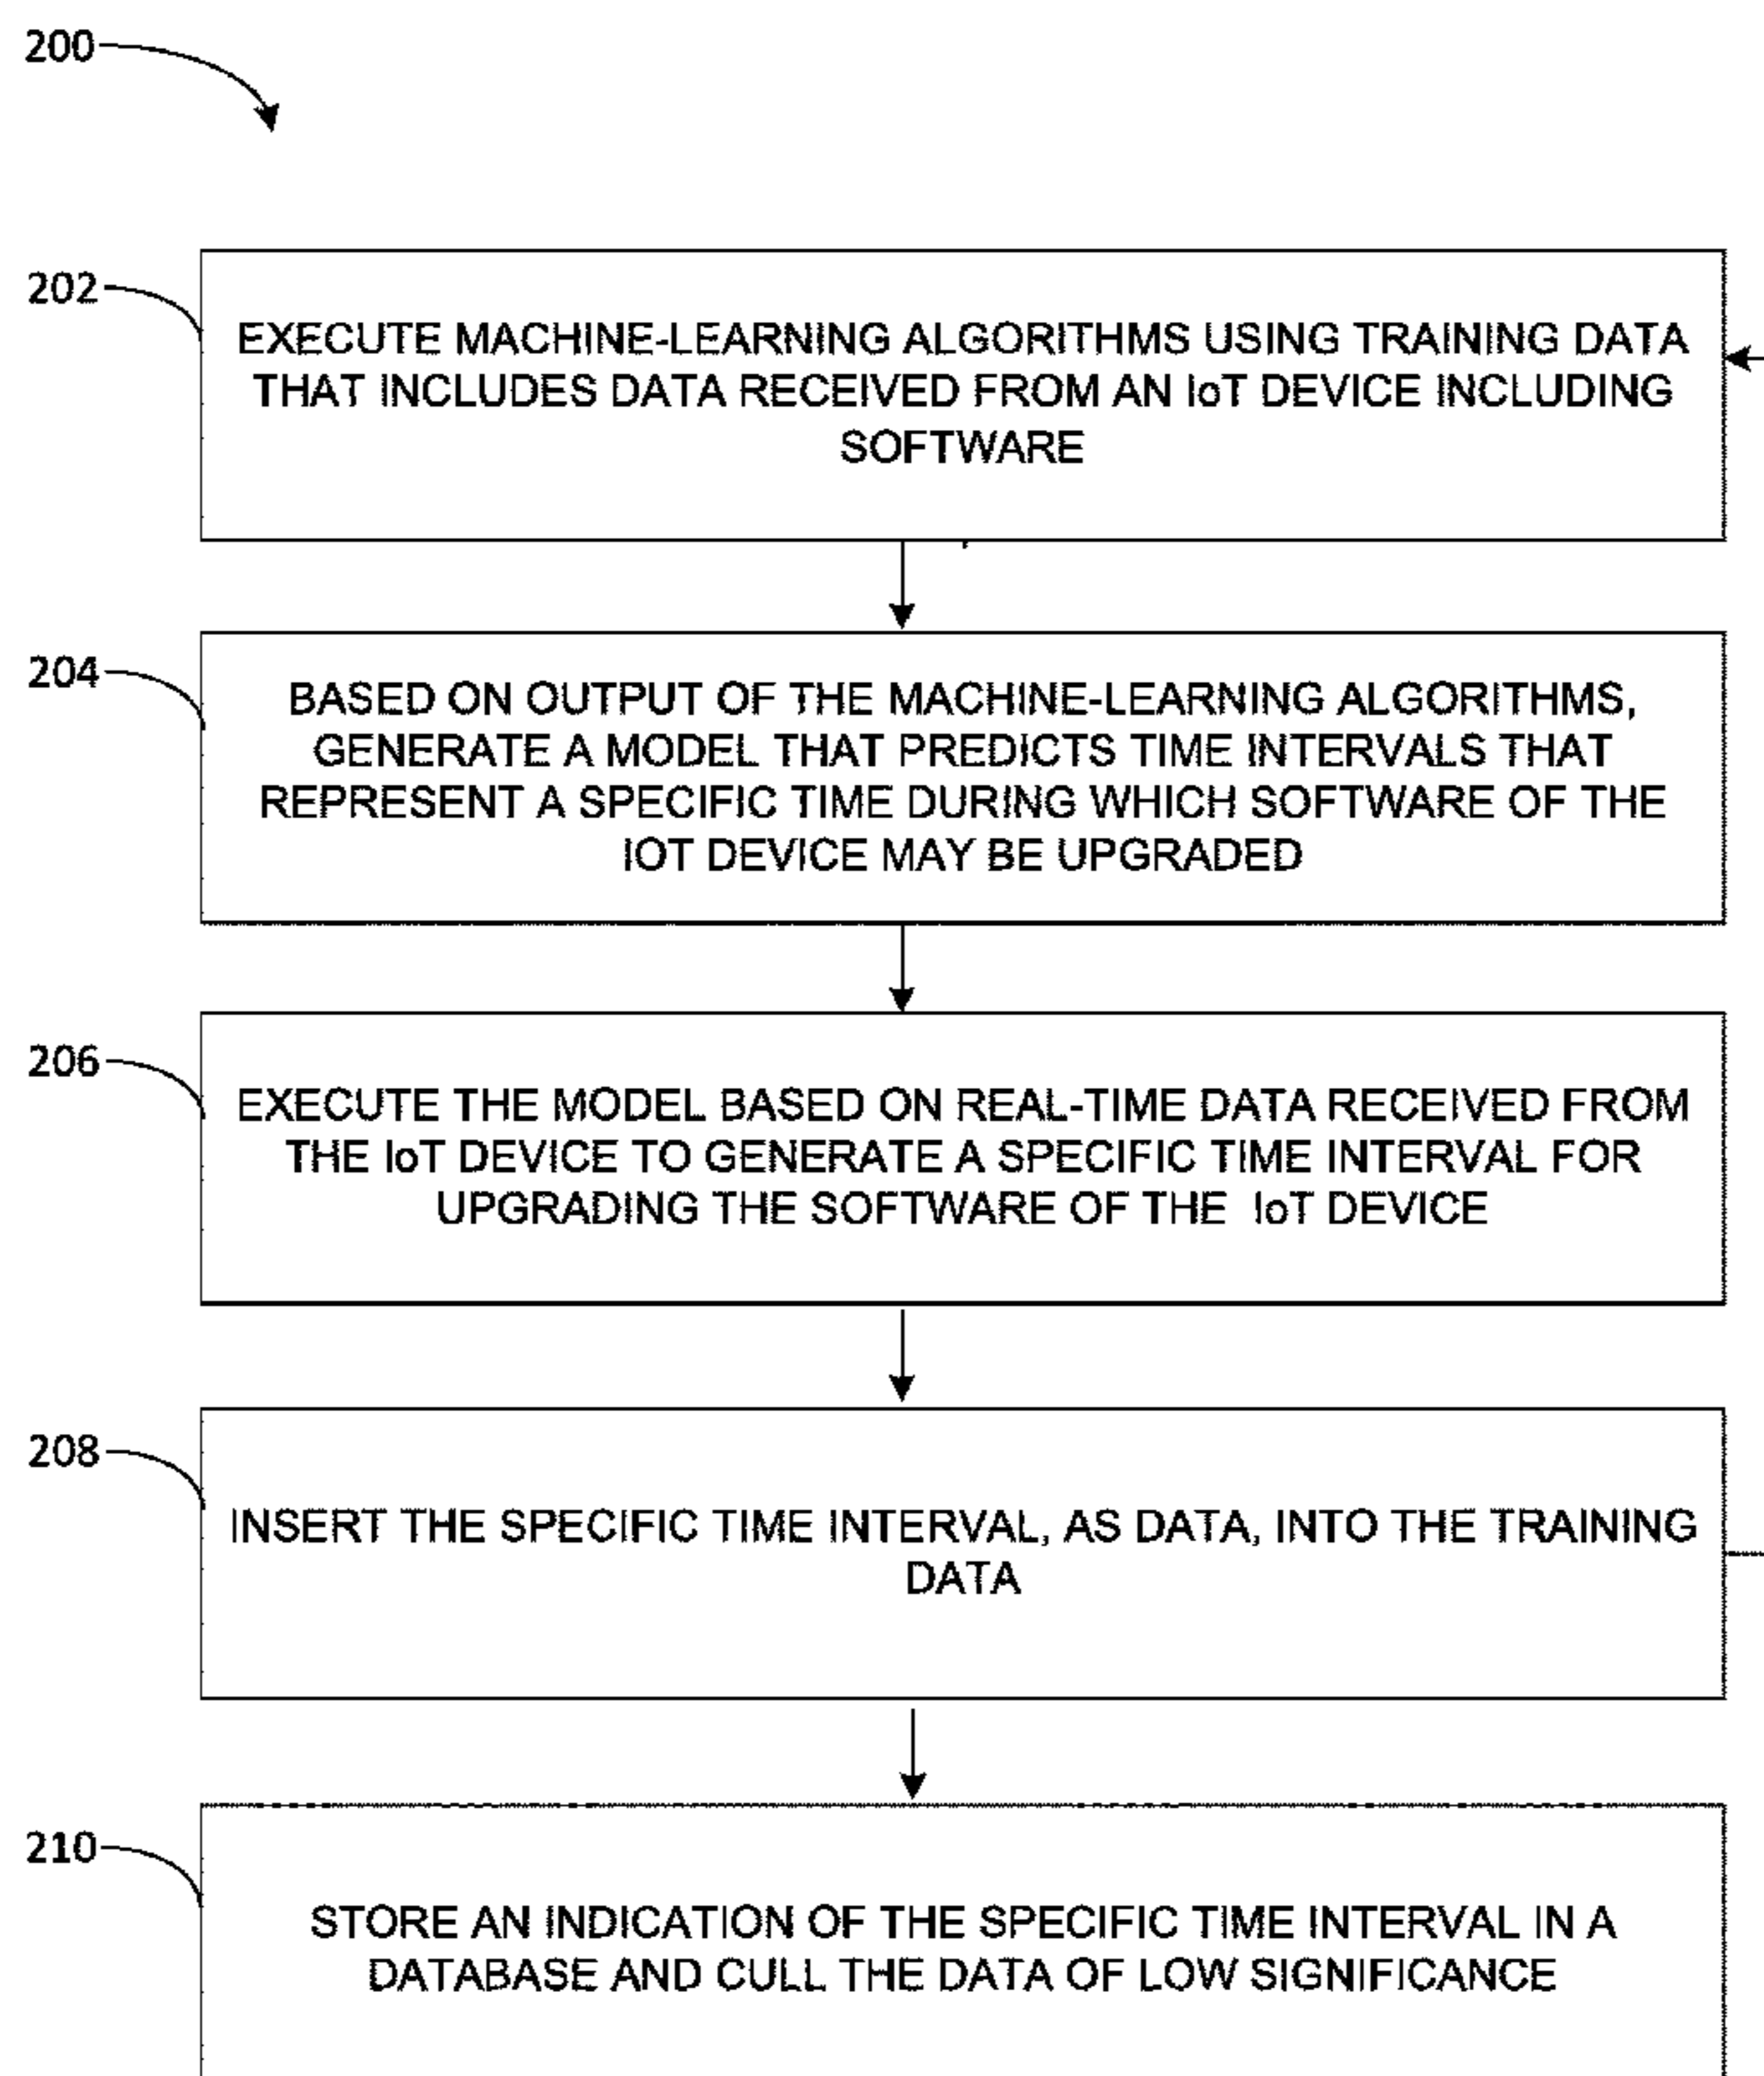 200
202
EXECUTE MACHINE-LEARNING ALGORITHMS USING TRAINING DATA
THAT INCLUDES DATA RECEIVED FROM AN IoT DEVICE INCLUDING
SOFTWARE
204
BASED ON OUTPUT OF THE MACHINE-LEARNING ALGORITHMS,
GENERATE A MODEL THAT PREDICTS TIME INTERVALS THAT
REPRESENT A SPECIFIC TIME DURING WHICH SOFTWARE OF THE
IOT DEVICE MAY BE UPGRADED
206
EXECUTE THE MODEL BASED ON REAL-TIME DATA RECEIVED FROM
THE IoT DEVICE TO GENERATE A SPECIFIC TIME INTERVAL FOR
UPGRADING THE SOFTWARE OF THE IoT DEVICE
208
INSERT THE SPECIFIC TIME INTERVAL, AS DATA, INTO THE TRAINING
DATA
210
STORE AN INDICATION OF THE SPECIFIC TIME INTERVAL IN A
DATABASE AND CULL THE DATA OF LOW SIGNIFICANCE